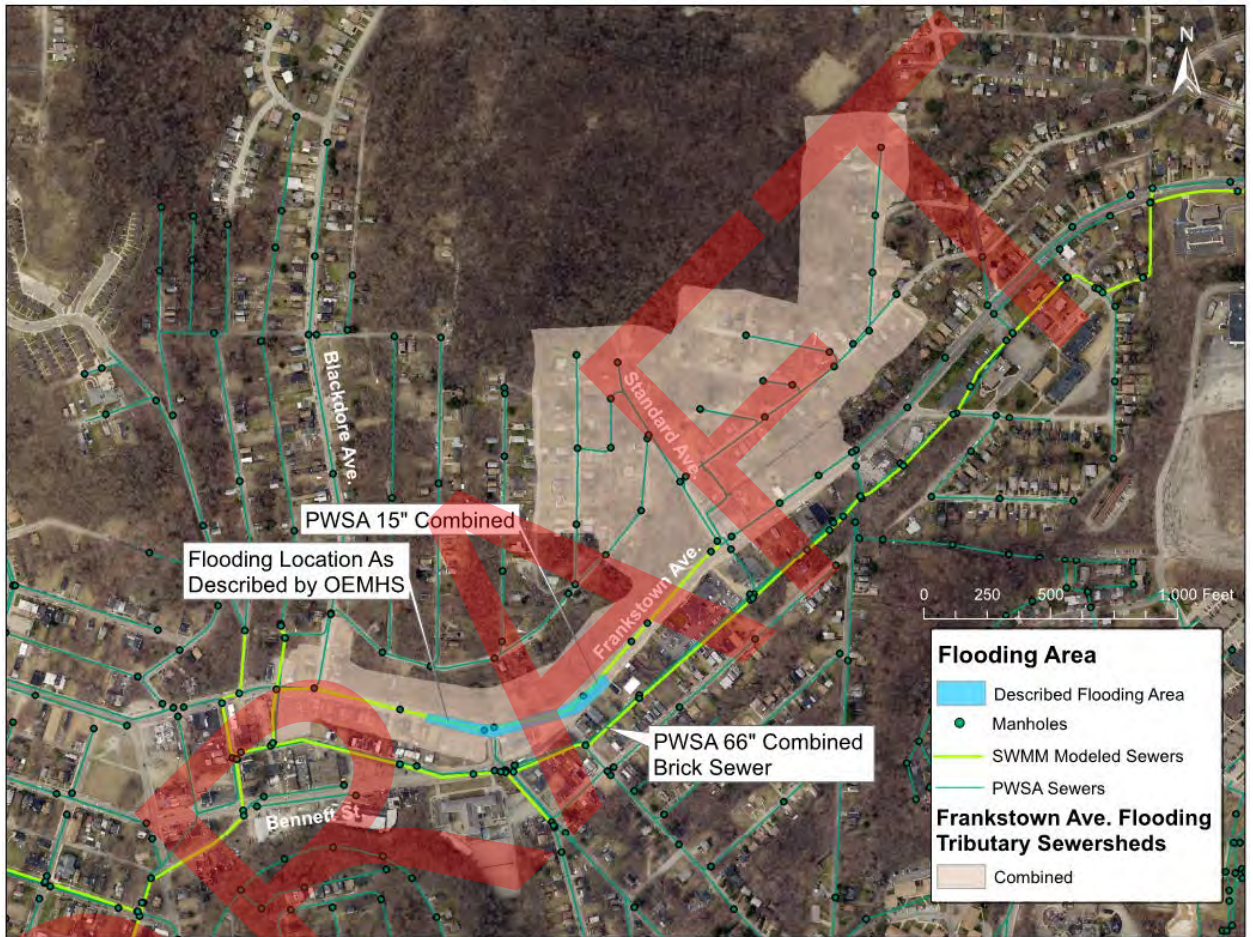 N
Blackdore Ave.
Standard Ave.
PWSA 15" Combined
Flooding Location As
Described by OEMHS
Frankstown Ave.
0 250 500 1,000 Feet
Flooding Area
Described Flooding Area
Manholes
SWMM Modeled Sewers
PWSA Sewers
Frankstown Ave. Flooding
Tributary Sewersheds
Combined
PWSA 66" Combined
Brick Sewer
Bennett St.
DRAFT